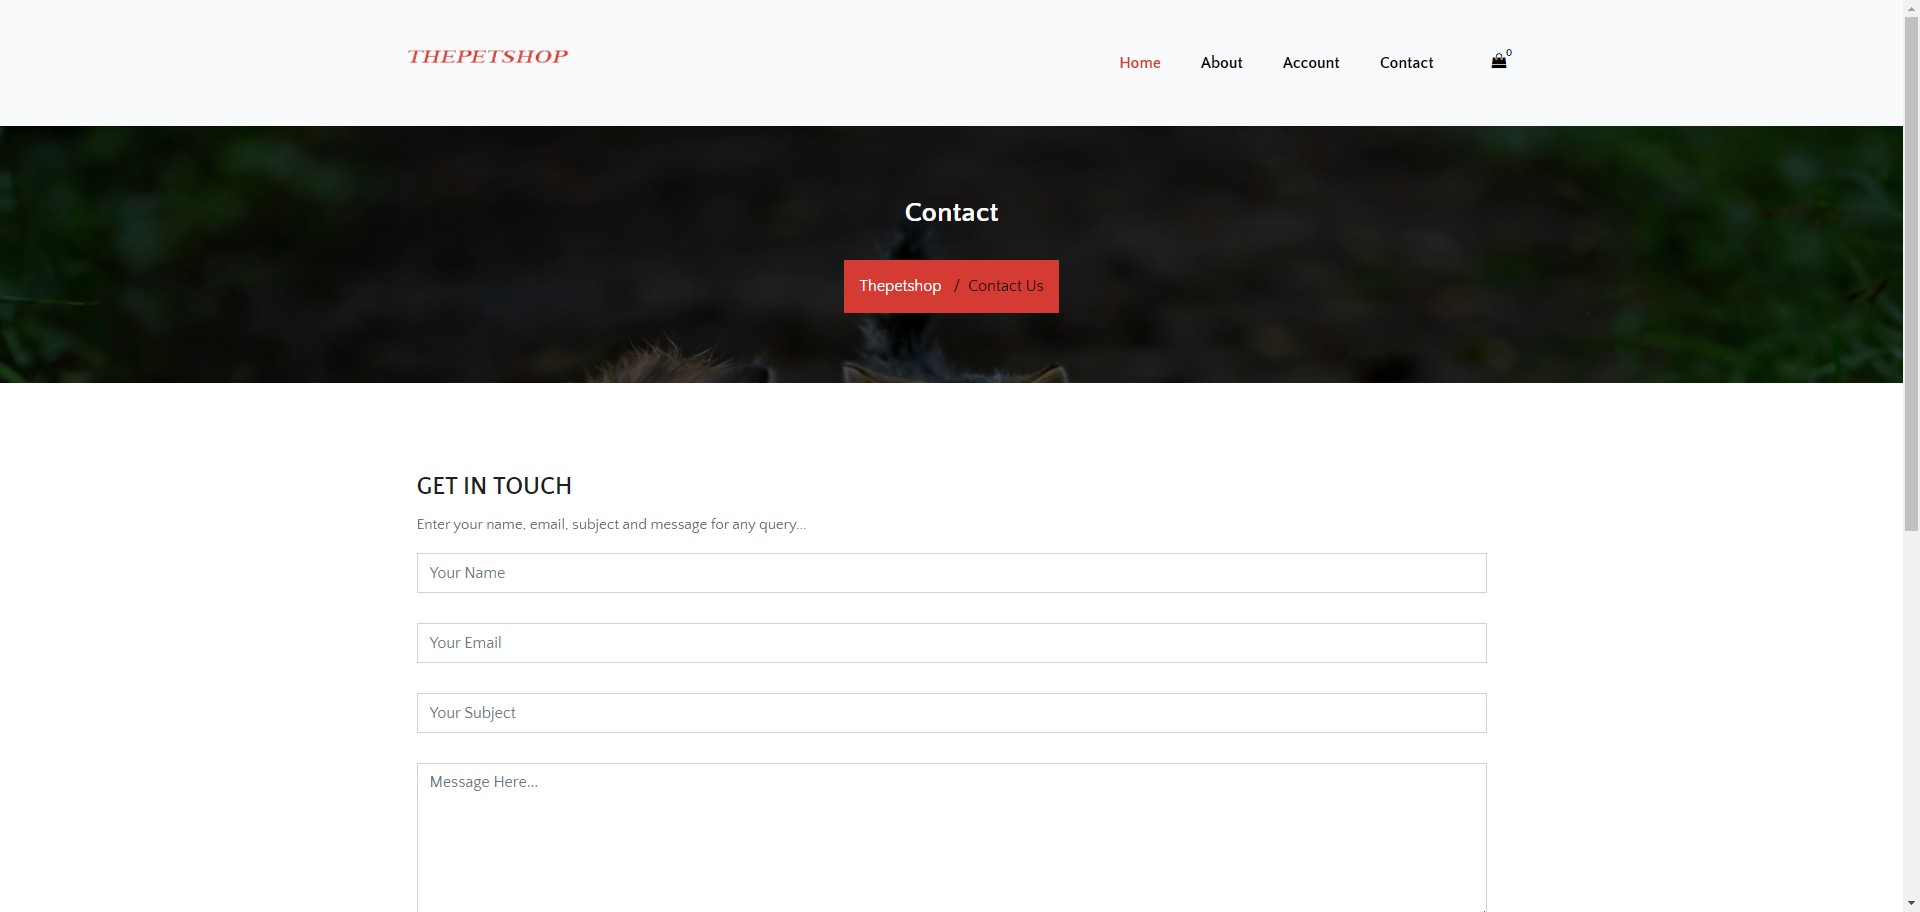 THEPETSHOP
Home About Account Contact 0
Contact
Thepetshop / Contact Us
GET IN TOUCH
Enter your name, email, subject and message for any query...
Your Name
Your Email
Your Subject
Message Here...